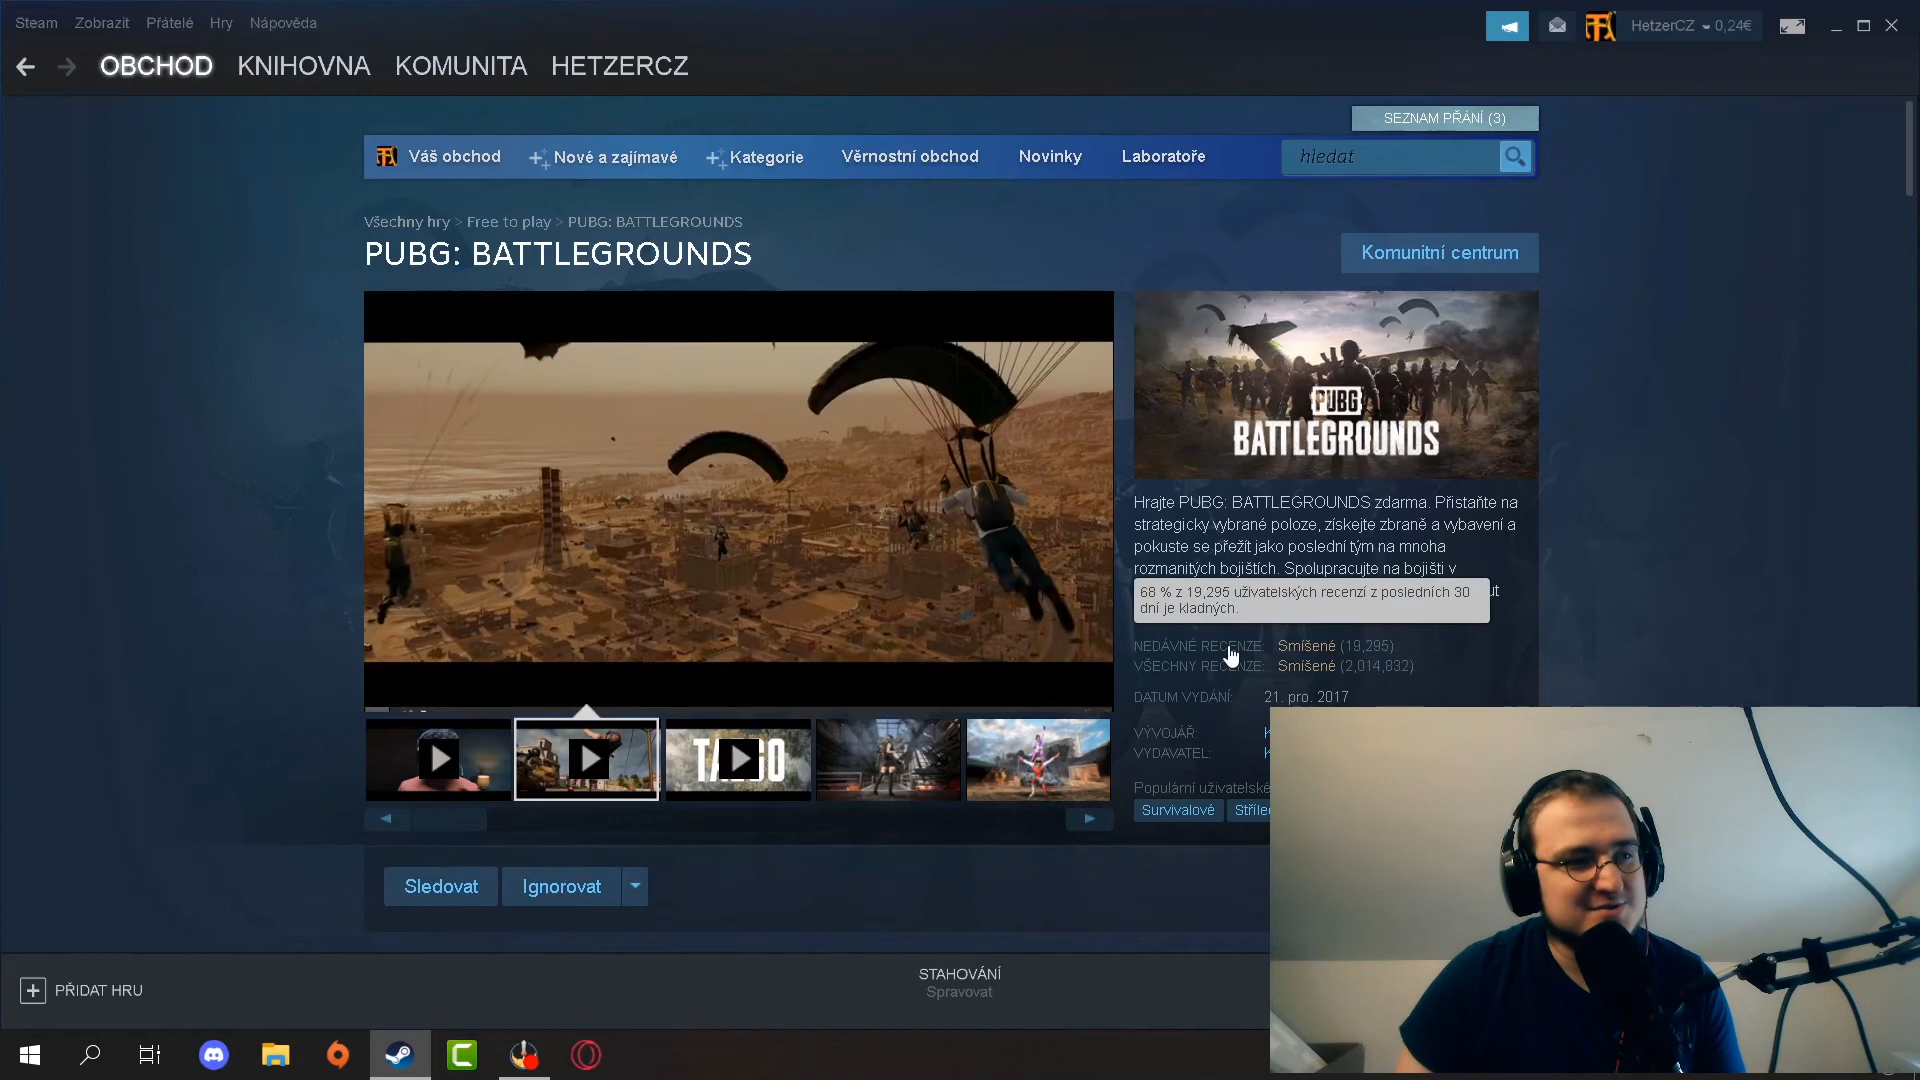 Steam Zobrazit Přátelé Hry Nápověda
HetzerCZ 0,24€
OBCHOD KNIHOVNA KOMUNITA HETZERCZ
SEZNAM PŘÁNÍ (3)
Váš obchod Nové a zajímavé Kategorie Věrnostní obchod Novinky Laboratoře hledat
Všechny hry > Free to play > PUBG: BATTLEGROUNDS
PUBG: BATTLEGROUNDS
Komunitní centrum
PUBG
BATTLEGROUNDS
Hrajte PUBG: BATTLEGROUNDS zdarma. Přistaňte na
strategicky vybrané poloze, získejte zbraně a vybavení a
pokuste se přežít jako poslední tým na mnoha
rozmanitých bojištích. Spolupracujte na bojišti v
68 % z 19,295 uživatelských recenzí z posledních 30
dní je kladných.
NEDÁVNÉ RECENZE: Smíšené (19,295)
VŠECHNY RECENZE: Smíšené (2,014,832)
DATUM VYDÁNÍ: 21. pro. 2017
VÝVOJÁŘ:
VYDAVATEL:
Populární uživatelské
Survivalové
Sledovat Ignorovat
PŘIDAT HRU
STAHOVÁNÍ
Spravovat